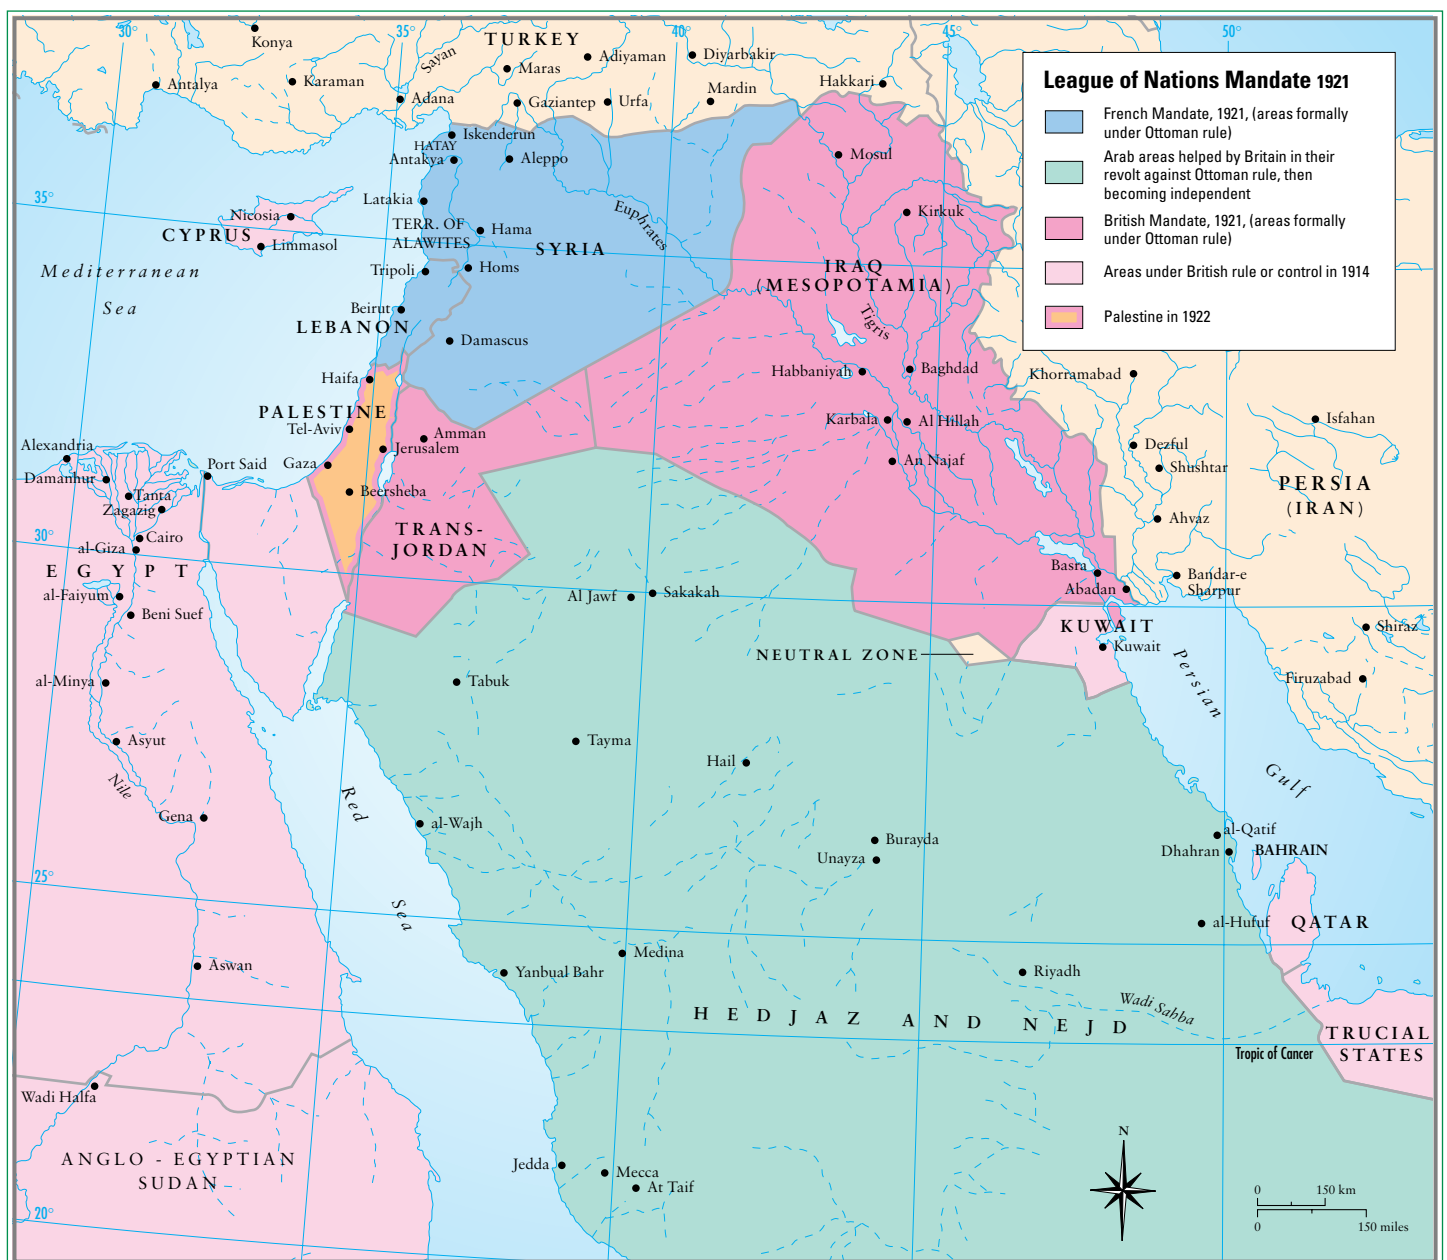 30°
35°
40°
45°
50°
Konya
Sayan
TURKEY
Adiyaman
Diyarbakir
Antalya
Karaman
Maras
Mardin
Hakkari
Adana
Gaziantep
Urfa
League of Nations Mandate 1921
French Mandate, 1921, (areas formally
under Ottoman rule)
Arab areas helped by Britain in their
revolt against Ottoman rule, then
becoming independent
British Mandate, 1921, (areas formally
under Ottoman rule)
Areas under British rule or control in 1914
Palestine in 1922
Iskenderun
HATAY
Antakya
Aleppo
Mosul
35°
Latakia
Euphrates
Kirkuk
Nicosia
CYPRUS
Limmasol
TERR. OF
ALAWITES
Hama
SYRIA
Mediterranean
Sea
Tripoli
Homs
IRAQ
(MESOPOTAMIA)
Beirut
LEBANON
Tigris
Damascus
Haifa
Habbaniyah
Baghdad
Khorramabad
PALESTINE
Tel-Aviv
Amman
Jerusalem
Karbala
Al Hillah
Isfahan
Alexandria
Damanhur
Port Said
Gaza
An Najaf
Dezful
Shushtar
Tanta
Zagazig
Beersheba
PERSIA
(IRAN)
Cairo
al-Giza
TRANS-
JORDAN
Ahvaz
30°
EGYPT
al-Faiyum
Beni Suef
Al Jawf
Sakakah
Basra
Abadan
Bandar-e
Sharpur
KUWAIT
Kuwait
Shiraz
NEUTRAL ZONE
al-Minya
Tabuk
Persian
Gulf
Firuzabad
Asyut
Tayma
Hail
Nile
Gena
Red
Sea
al-Wajh
Burayda
Unayza
al-Qatif
Dhahran
BAHRAIN
25°
al-Hufuf
QATAR
Aswan
Medina
Yanbual Bahr
Riyadh
Wadi Sahba
HEDJAZ AND NEJD
Tropic of Cancer
TRUCIAL
STATES
Wadi Halfa
ANGLO - EGYPTIAN
SUDAN
N
Jedda
Mecca
At Taif
20°
0 150 km
0 150 miles